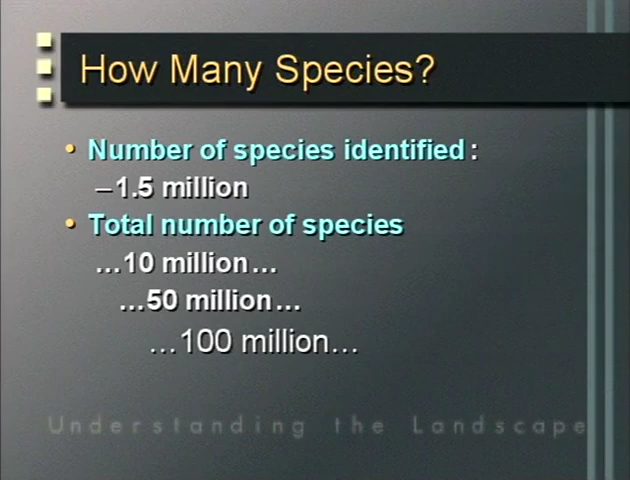 How Many Species?
• Number of species identified:
–1.5 million
• Total number of species
…10 million…
…50 million…
…100 million…
Understanding the Landscape